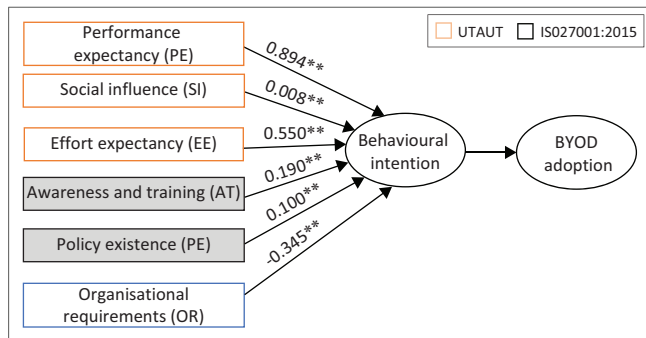 Performance
expectancy (PE)
UTAUT
IS027001:2015
0.894**
Social influence (SI)
0.008**
Effort expectancy (EE)
0.550**
Behavioural
intention
BYOD
adoption
Awareness and training (AT)
0.190**
Policy existence (PE)
0.100**
-0.345**
Organisational
requirements (OR)